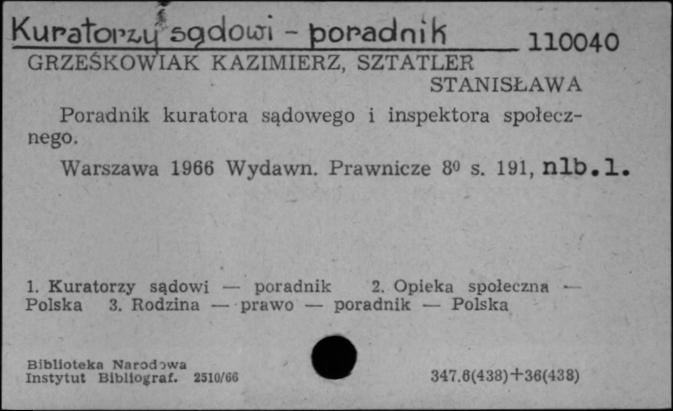 Kuratorzy sądowi - poradnik 110040
GRZEŚKOWIAK KAZIMIERZ, SZTATLER
STANISŁAWA
Poradnik kuratora sądowego i inspektora społecz-
nego.
Warszawa 1966 Wydawn. Prawnicze 8⁰ s. 191, nlb.1.
1. Kuratorzy sądowi — poradnik 2. Opieka społeczna —
Polska 3. Rodzina — prawo — poradnik — Polska
Biblioteka Narodowa
Instytut Bibliograf. 2510/66 347.6(438)+36(438)